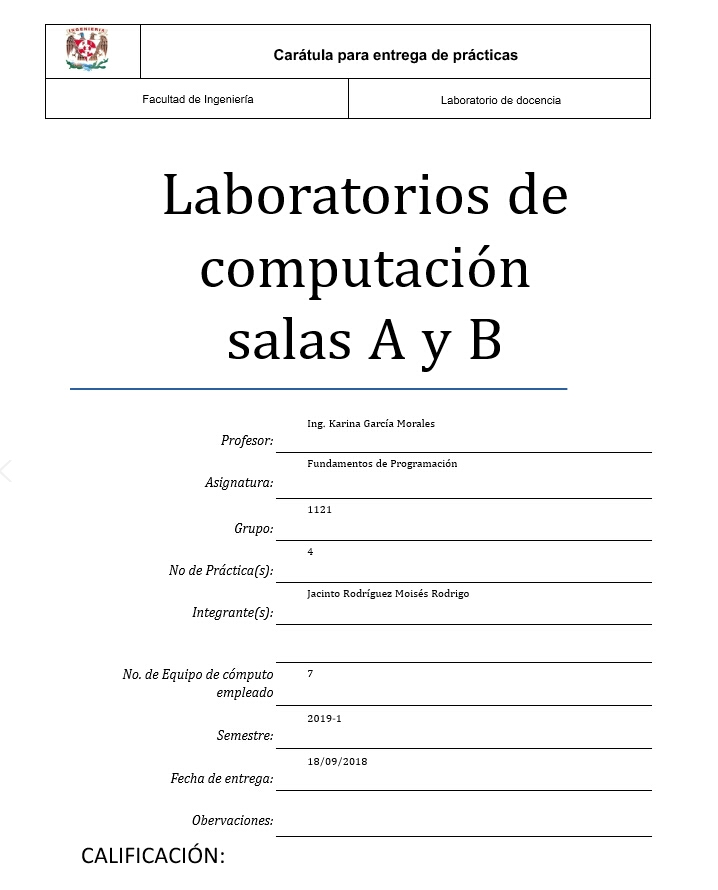 INGENIERIA
Carátula para entrega de prácticas
Facultad de Ingeniería
Laboratorio de docencia
Laboratorios de
computación
salas A y B
Profesor:
Ing. Karina García Morales
Asignatura:
Fundamentos de Programación
Grupo:
1121
No de Práctica(s):
4
Integrante(s):
Jacinto Rodríguez Moisés Rodrigo
No. de Equipo de cómputo
empleado
7
Semestre:
2019-1
Fecha de entrega:
18/09/2018
Obervaciones:
CALIFICACIÓN: